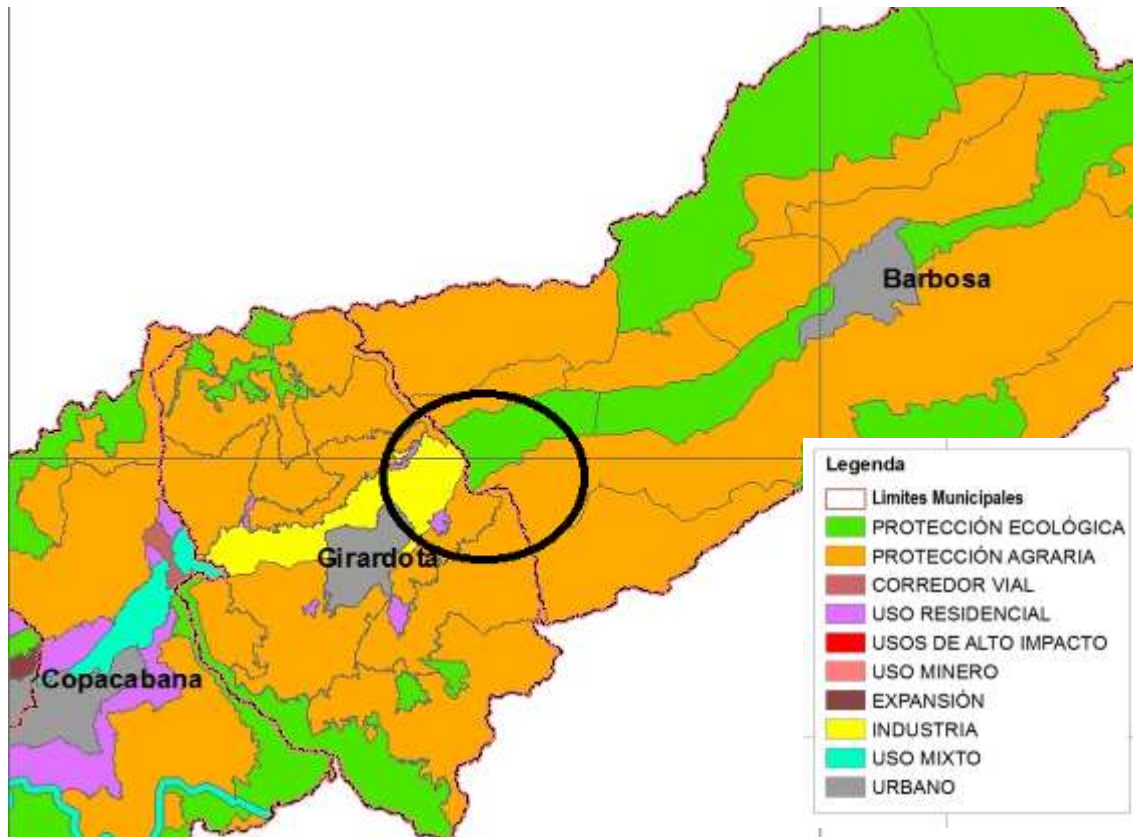 Barbosa
Girardota
Copacabana
Legenda
Limites Municipales
PROTECCIÓN ECOLÓGICA
PROTECCIÓN AGRARIA
CORREDOR VIAL
USO RESIDENCIAL
USOS DE ALTO IMPACTO
USO MINERO
EXPANSIÓN
INDUSTRIA
USO MIXTO
URBANO